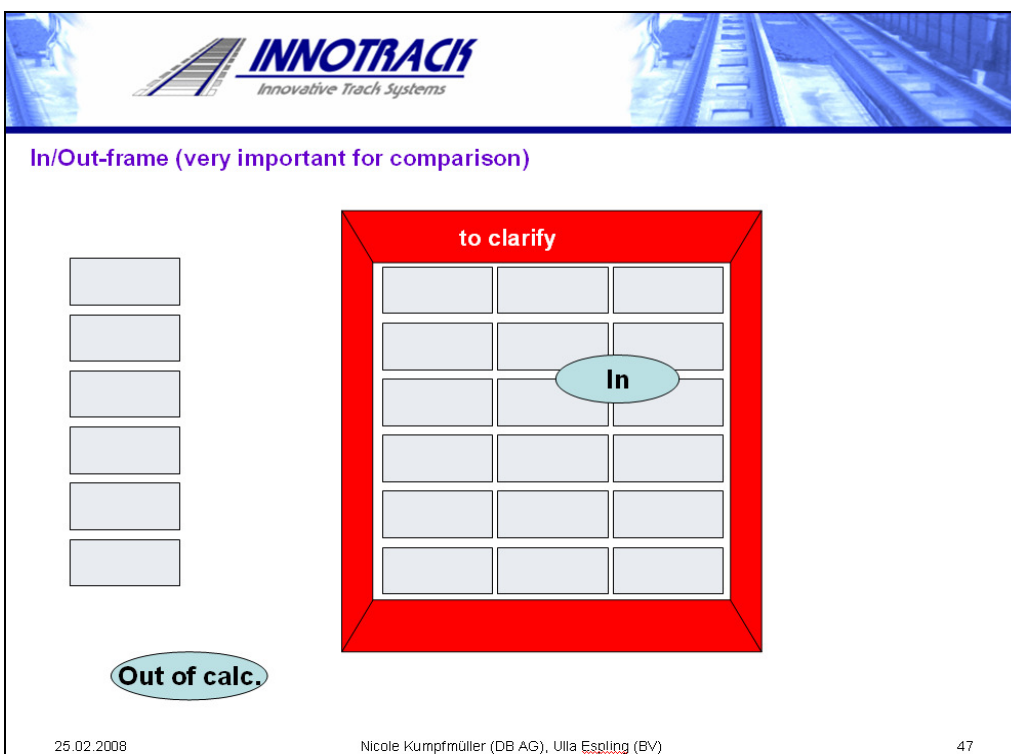 INNOTRACK
Innovative Track Systems
In/Out-frame (very important for comparison)
to clarify
In
Out of calc.
25.02.2008
Nicole Kumpfmüller (DB AG), Ulla Espling (BV)
47